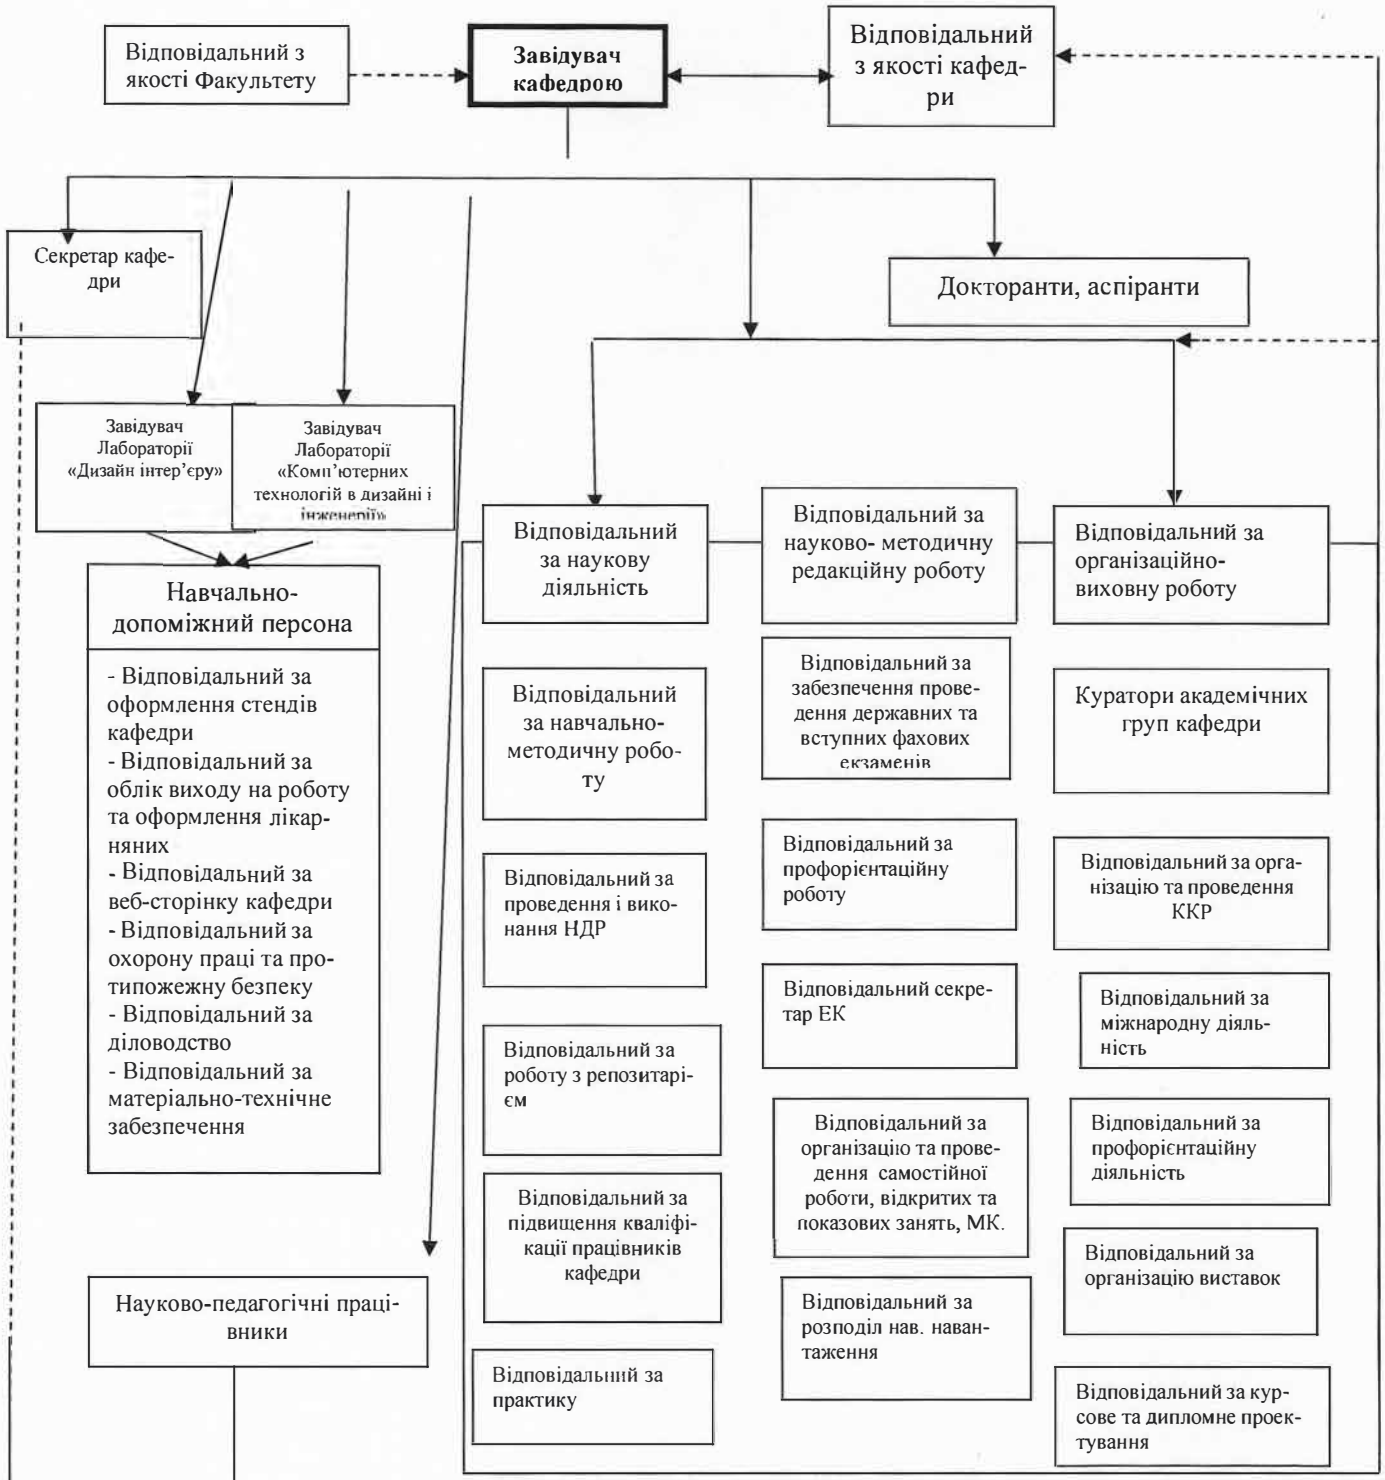 Відповідальний з
якості Факультету
Завідувач
кафедрою
Відповідальний
з якості кафед-
ри
Секретар кафе-
дри
Докторанти, аспіранти
Завідувач
Лабораторії
«Дизайн інтер’єру»
Завідувач
Лабораторії
«Комп’ютерних
технологій в дизайні і
інженерії»
Навчально-
допоміжний персона
- Відповідальний за
оформлення стендів
кафедри
- Відповідальний за
облік виходу на роботу
та оформлення лікар-
няних
- Відповідальний за
веб-сторінку кафедри
- Відповідальний за
охорону праці та про-
типожежну безпеку
- Відповідальний за
діловодство
- Відповідальний за
матеріально-технічне
забезпечення
Науково-педагогічні праці-
вники
Відповідальний
за наукову
діяльність
Відповідальний
за навчально-
методичну робо-
ту
Відповідальний за
проведення і вико-
нання НДР
Відповідальний за
роботу з репозитарі-
єм
Відповідальний за
підвищення кваліфі-
кації працівників
кафедри
Відповідальний за
практику
Відповідальний за
науково- методичну
редакційну роботу
Відповідальний за
забезпечення прове-
дення державних та
вступних фахових
екзаменів
Відповідальний за
профорієнтаційну
роботу
Відповідальний секре-
тар ЕК
Відповідальний за
організацію та прове-
дення самостійної
роботи, відкритих та
показових занять, МК.
Відповідальний за
розподіл нав. наван-
таження
Відповідальний за
організаційно-
виховну роботу
Куратори академічних
груп кафедри
Відповідальний за орга-
нізацію та проведення
ККР
Відповідальний за
міжнародну діяль-
ність
Відповідальний за
профорієнтаційну
діяльність
Відповідальний за
організацію виставок
Відповідальний за кур-
сове та дипломне проек-
тування